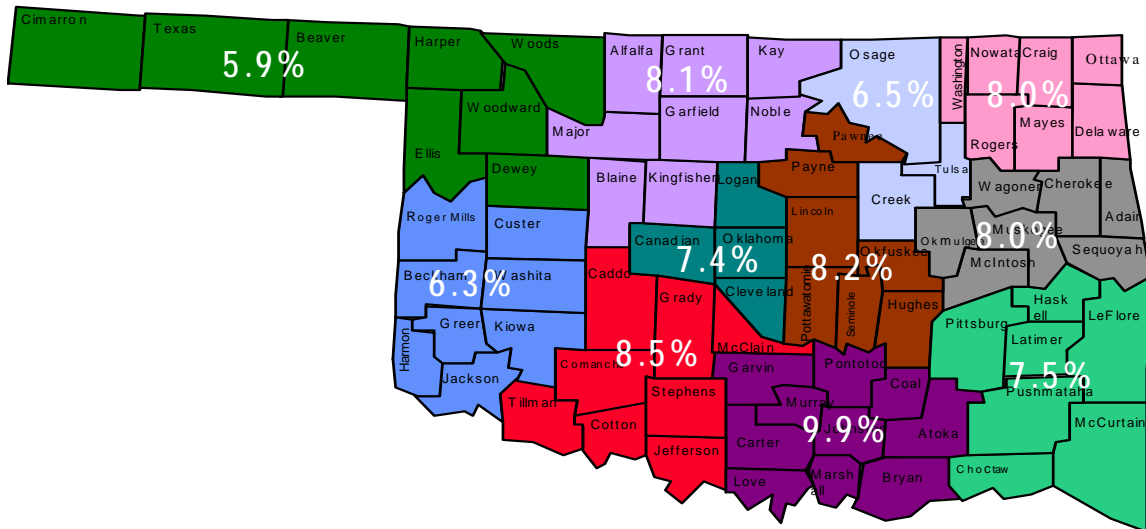 Cimarron
Texas
Beaver
5.9%
Harper
Woods
Woodward
Ellis
Dewey
Alfalfa
Grant
Kay
8.1%
Major
Garfield
Noble
Blaine
Kingfisher
Osage
6.5%
Tulsa
Creek
Washington
Nowata
Craig
Ottawa
8.0%
Rogers
Mayes
Delaware
Pawnee
Payne
Lincoln
Okfuskee
8.2%
Pottawatomie
Seminole
Hughes
Logan
Canadian
Oklahoma
7.4%
Cleveland
Wagoner
Cherokee
Adair
Okmulgee
Muskogee
8.0%
McIntosh
Sequoyah
Roger Mills
Custer
Beckham
Washita
6.3%
Greer
Kiowa
Harmon
Jackson
Caddo
Grady
McClain
Comanche
8.5%
Stephens
Tillman
Cotton
Jefferson
Garvin
Pontotoc
Coal
Murray
9.9%
Carter
Atoka
Love
Marsh
all
Bryan
Pittsburg
Hask
ell
LeFlore
Latimer
7.5%
Pushmataha
McCurtain
Choctaw